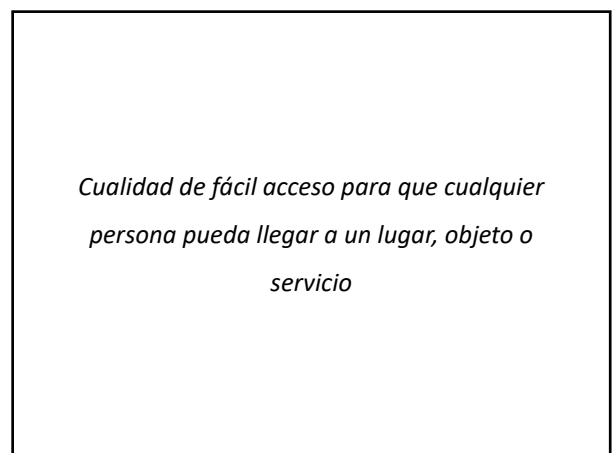 Cualidad de fácil acceso para que cualquier
persona pueda llegar a un lugar, objeto o
servicio